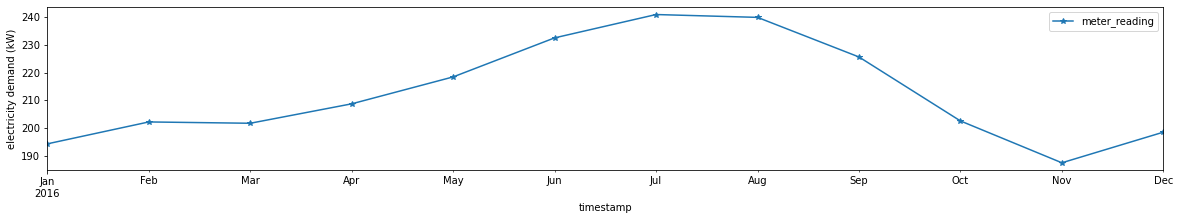 electricity demand (kW)
240
230
220
210
200
190
meter_reading
Jan Feb Mar Apr May Jun Jul Aug Sep Oct Nov Dec
2016
timestamp